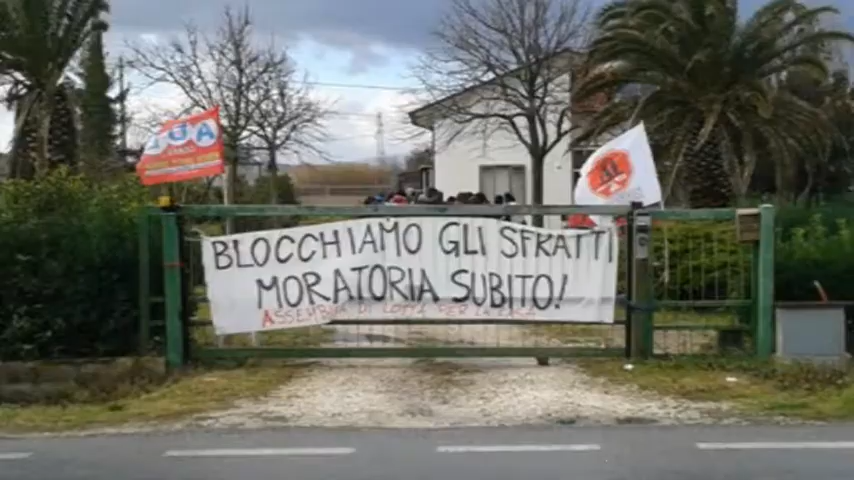 BLOCCHIAMO GLI SFRATTI
MORATORIA SUBITO!
ASSEMBLEA DI LOTTA PER LA CASA